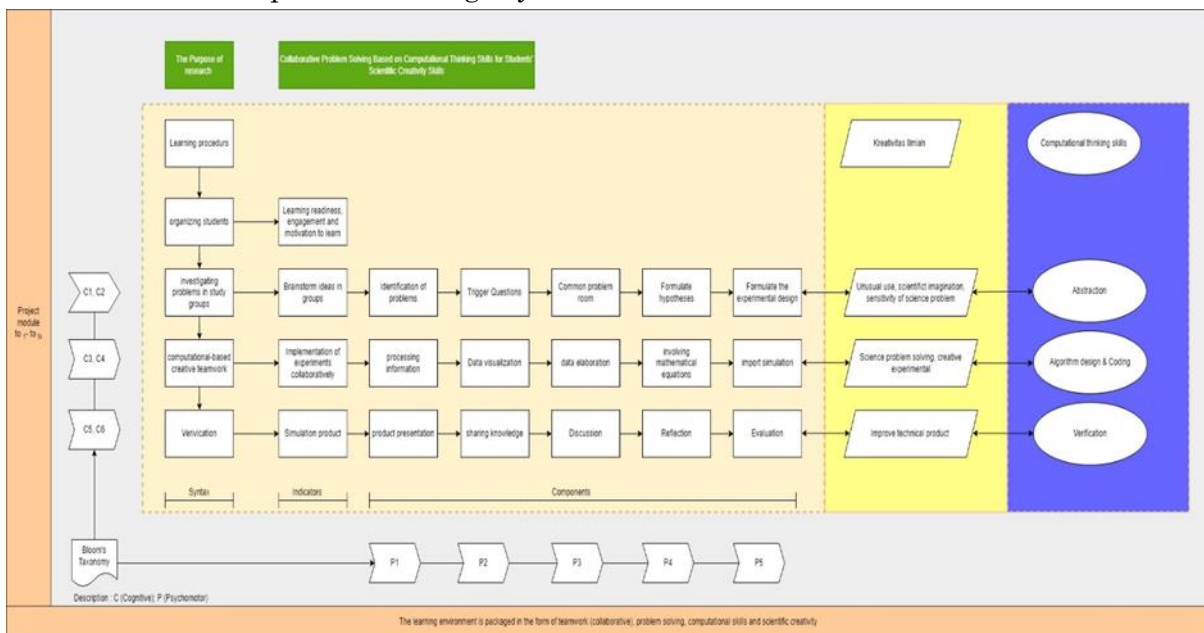 The Purpose of
research
Collaborative Problem Solving Based on Computational Thinking Skills for Students'
Scientific Creativity Skills
Learning procedurs
Kreativitas Ilmiah
Computational thinking skills
organizing students
Learning readiness,
engagement and
motivation to learn
Project
module
to 1- to
C1, C2
investigating
problems in study
groups
Brainstorm ideas in
groups
Identification of
problems
Trigger Questions
Common problem
room
Formulate
hypotheses
Formulate the
experimental design
Unusual use, scientifict imagination,
sensitivity of science problem
Abstraction
C3, C4
computational-based
creative teamwork
Implementation of
experiments
collaboratively
processing
information
Data visualization
data elaboration
involving
mathematical
equations
import simulation
Science problem solving, creative
experimental
Algorithm design & Coding
C5, C6
Verivication
Simulation product
product presentation
sharing knowledge
Discussion
Reflection
Evaluation
Improve technical product
Verification
Syntax
Indicators
Components
Bloom's
Taxonomy
P1
P2
P3
P4
P5
Description : C (Cognitive); P (Psychomotor)
The learning environment is packaged in the form of teamwork (collaborative), problem solving, computational skills and scientific creativity